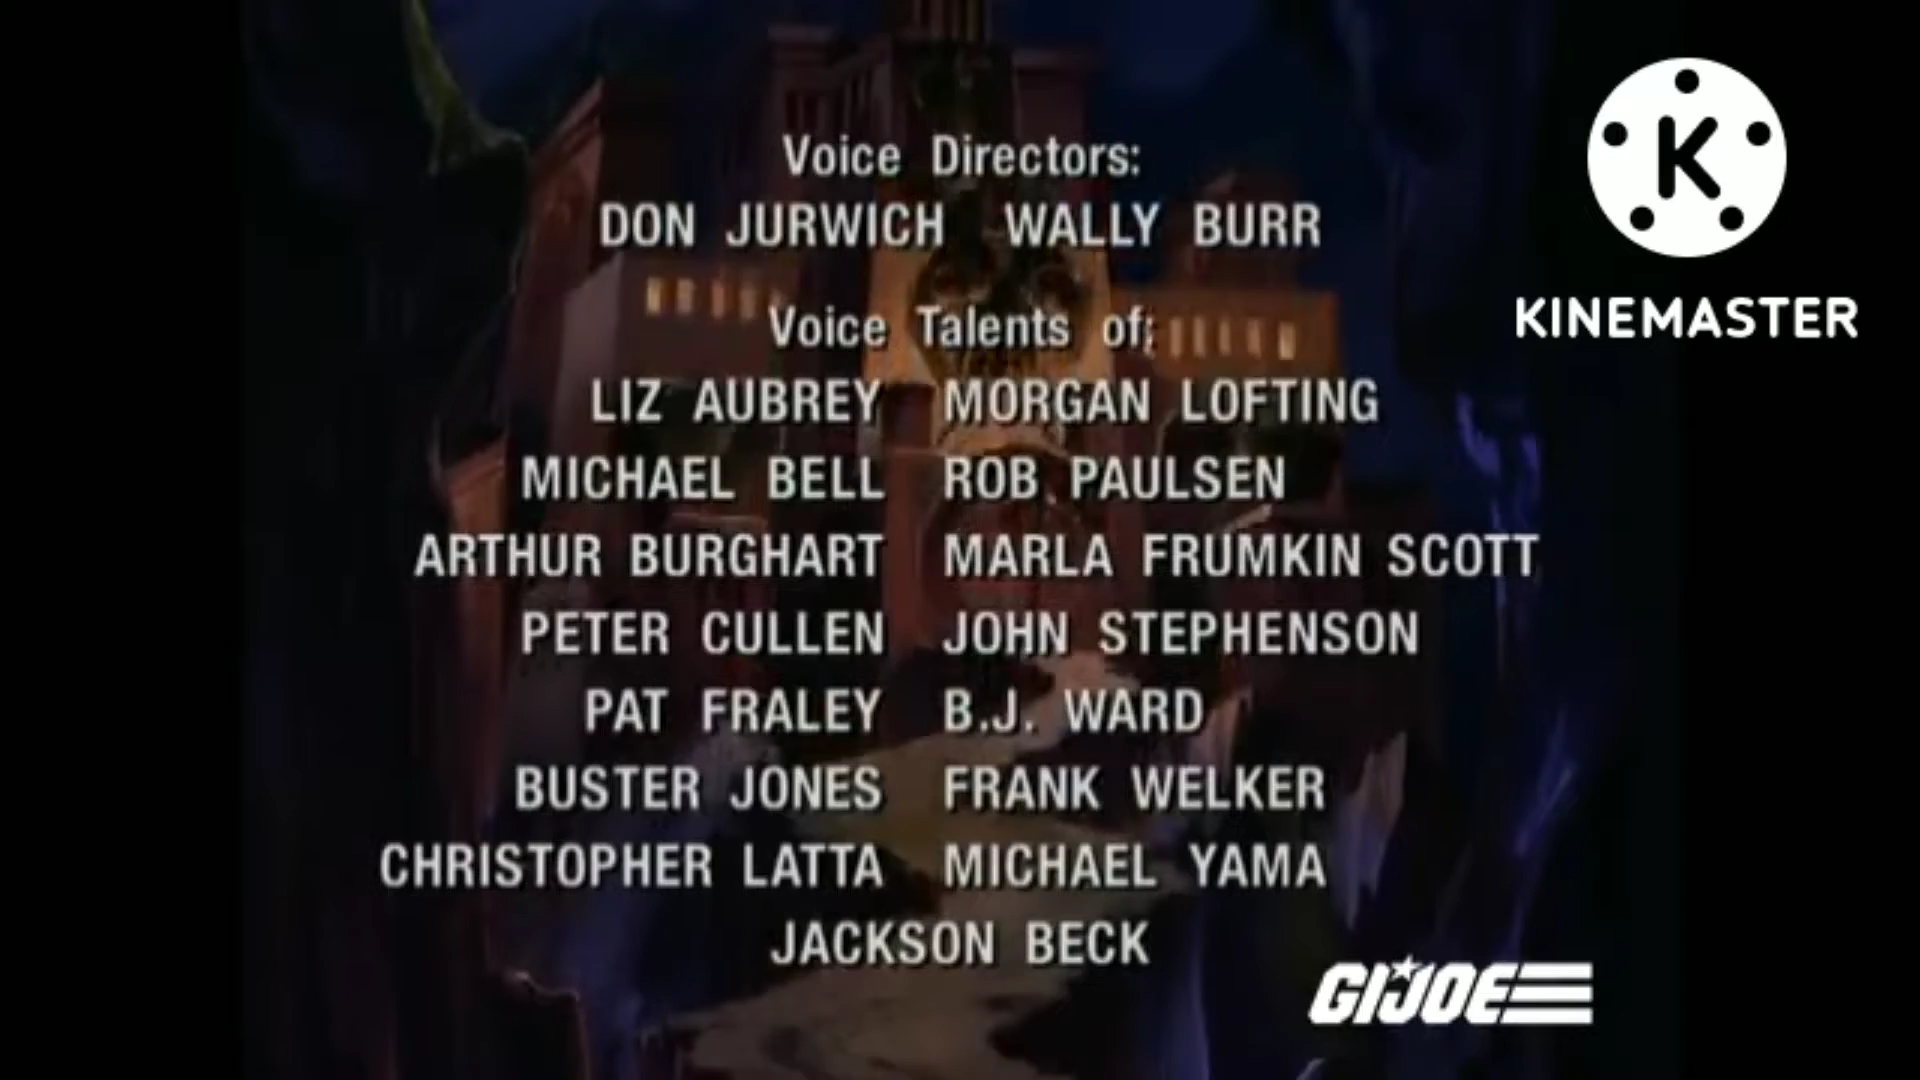 Voice Directors:
DON JURWICH WALLY BURR
Voice Talents of:
LIZ AUBREY MORGAN LOFTING
MICHAEL BELL ROB PAULSEN
ARTHUR BURGHART MARLA FRUMKIN SCOTT
PETER CULLEN JOHN STEPHENSON
PAT FRALEY B.J. WARD
BUSTER JONES FRANK WELKER
CHRISTOPHER LATTA MICHAEL YAMA
JACKSON BECK
K
KINEMASTER
GIJOE